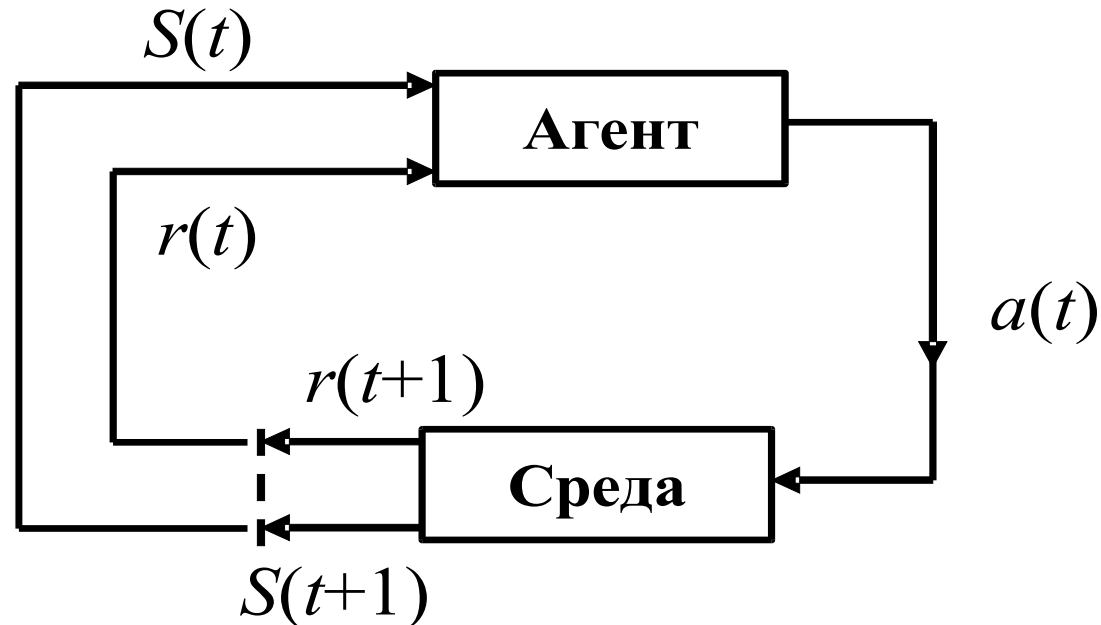 S(t)
Агент
r(t)
a(t)
r(t+1)
Среда
S(t+1)